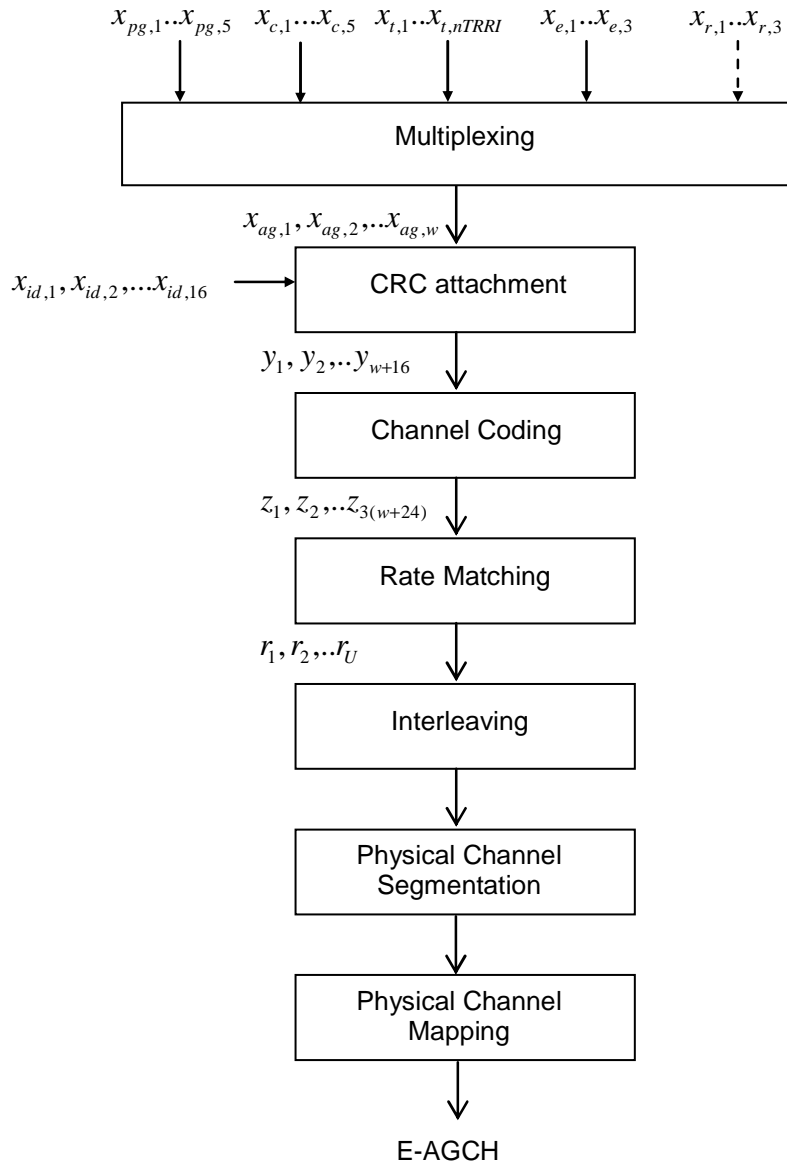 x_{pg,1}..x_{pg,5} x_{c,1}...x_{c,5} x_{t,1}..x_{t,nTRRI} x_{e,1}..x_{e,3} x_{r,1}..x_{r,3}
Multiplexing
x_{ag,1}, x_{ag,2},..x_{ag,w}
x_{id,1}, x_{id,2},...x_{id,16}
CRC attachment
y_1, y_2,..y_{w+16}
Channel Coding
z_1, z_2,..z_{3(w+24)}
Rate Matching
r_1, r_2,..r_U
Interleaving
Physical Channel
Segmentation
Physical Channel
Mapping
E-AGCH